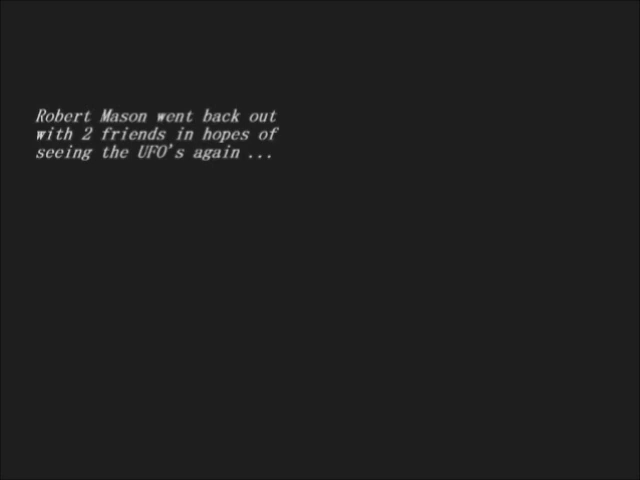 Robert Mason went back out
with 2 friends in hopes of
seeing the UFO's again ...